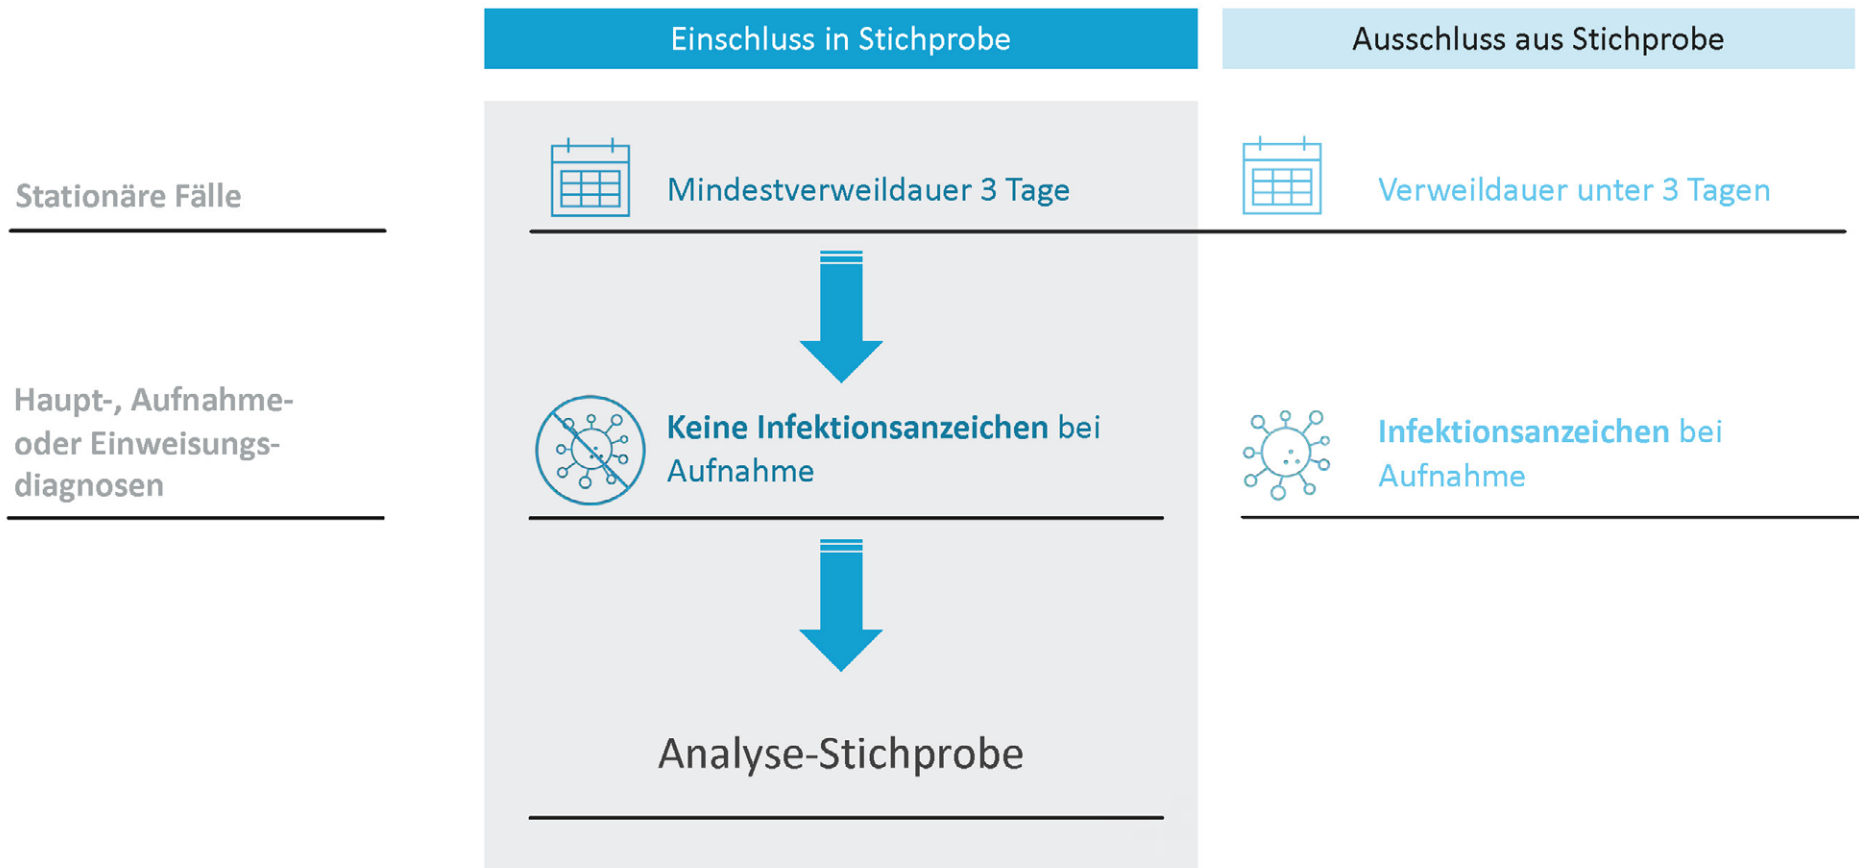 Einschluss in Stichprobe
Ausschluss aus Stichprobe
Stationäre Fälle
Mindestverweildauer 3 Tage
Verweildauer unter 3 Tagen
Haupt-, Aufnahme-
oder Einweisungs-
diagnosen
Keine Infektionsanzeichen bei
Aufnahme
Infektionsanzeichen bei
Aufnahme
Analyse-Stichprobe